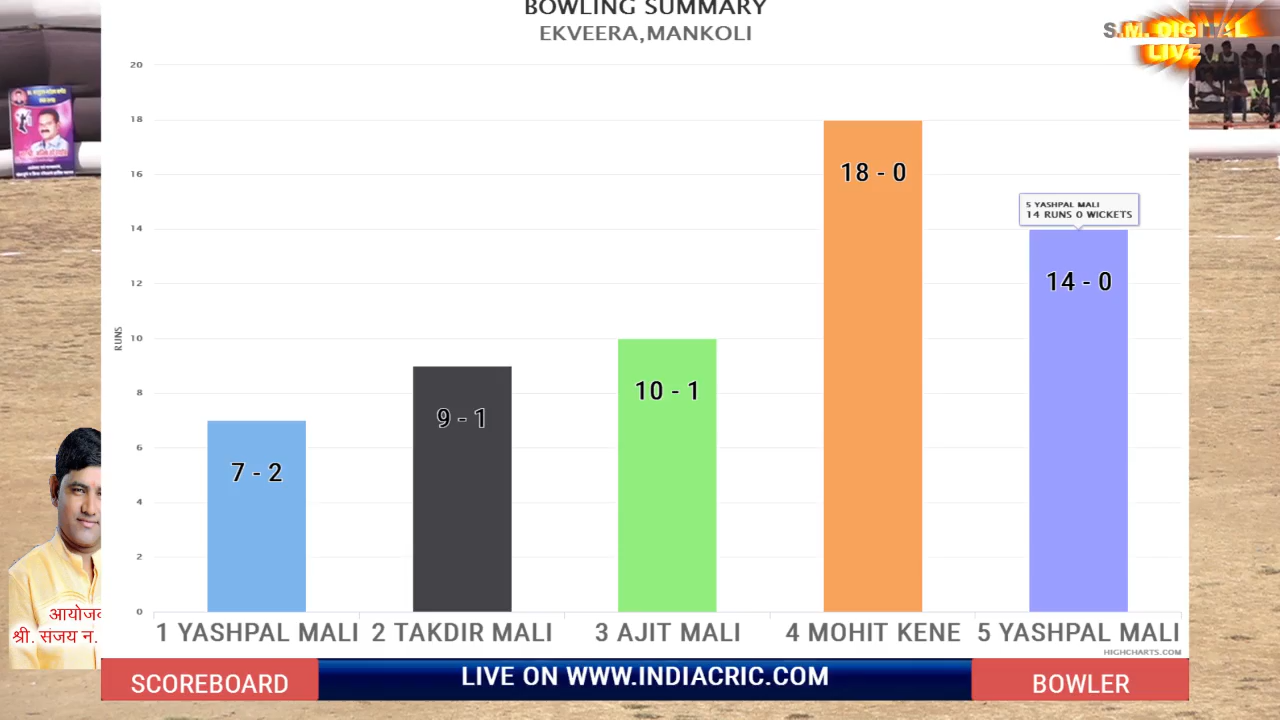 BOWLING SUMMARY
EKVEERA,MANKOLI
S.M. DIGITAL
LIVE
20
18
16
14
12
10
8
6
4
2
0
RUNS
7 - 2
9 - 1
10 - 1
18 - 0
14 - 0
5 YASHPAL MALI
14 RUNS 0 WICKETS
1 YASHPAL MALI
2 TAKDIR MALI
3 AJIT MALI
4 MOHIT KENE
5 YASHPAL MALI
HIGHCHARTS.COM
श्री. संजय न.
SCOREBOARD
LIVE ON WWW.INDIACRIC.COM
BOWLER